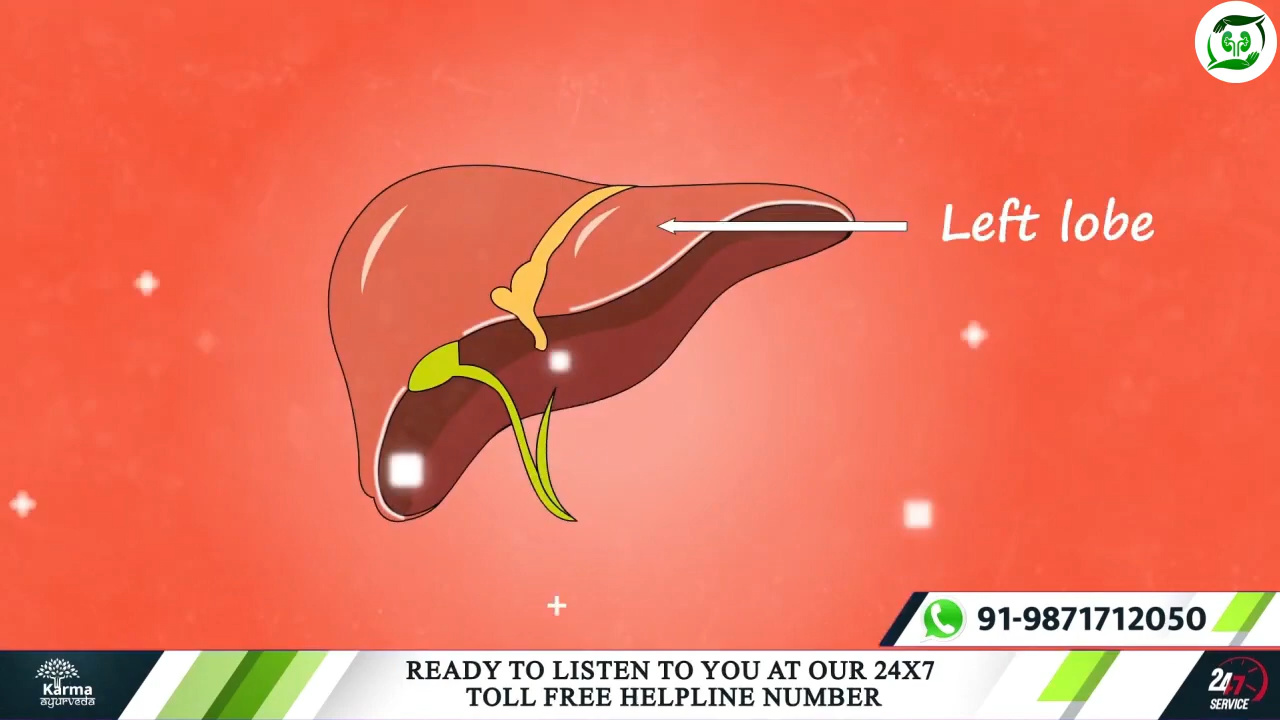 Left lobe
91-9871712050
READY TO LISTEN TO YOU AT OUR 24X7
TOLL FREE HELPLINE NUMBER
Karma
ayurveda
24/7
SERVICE